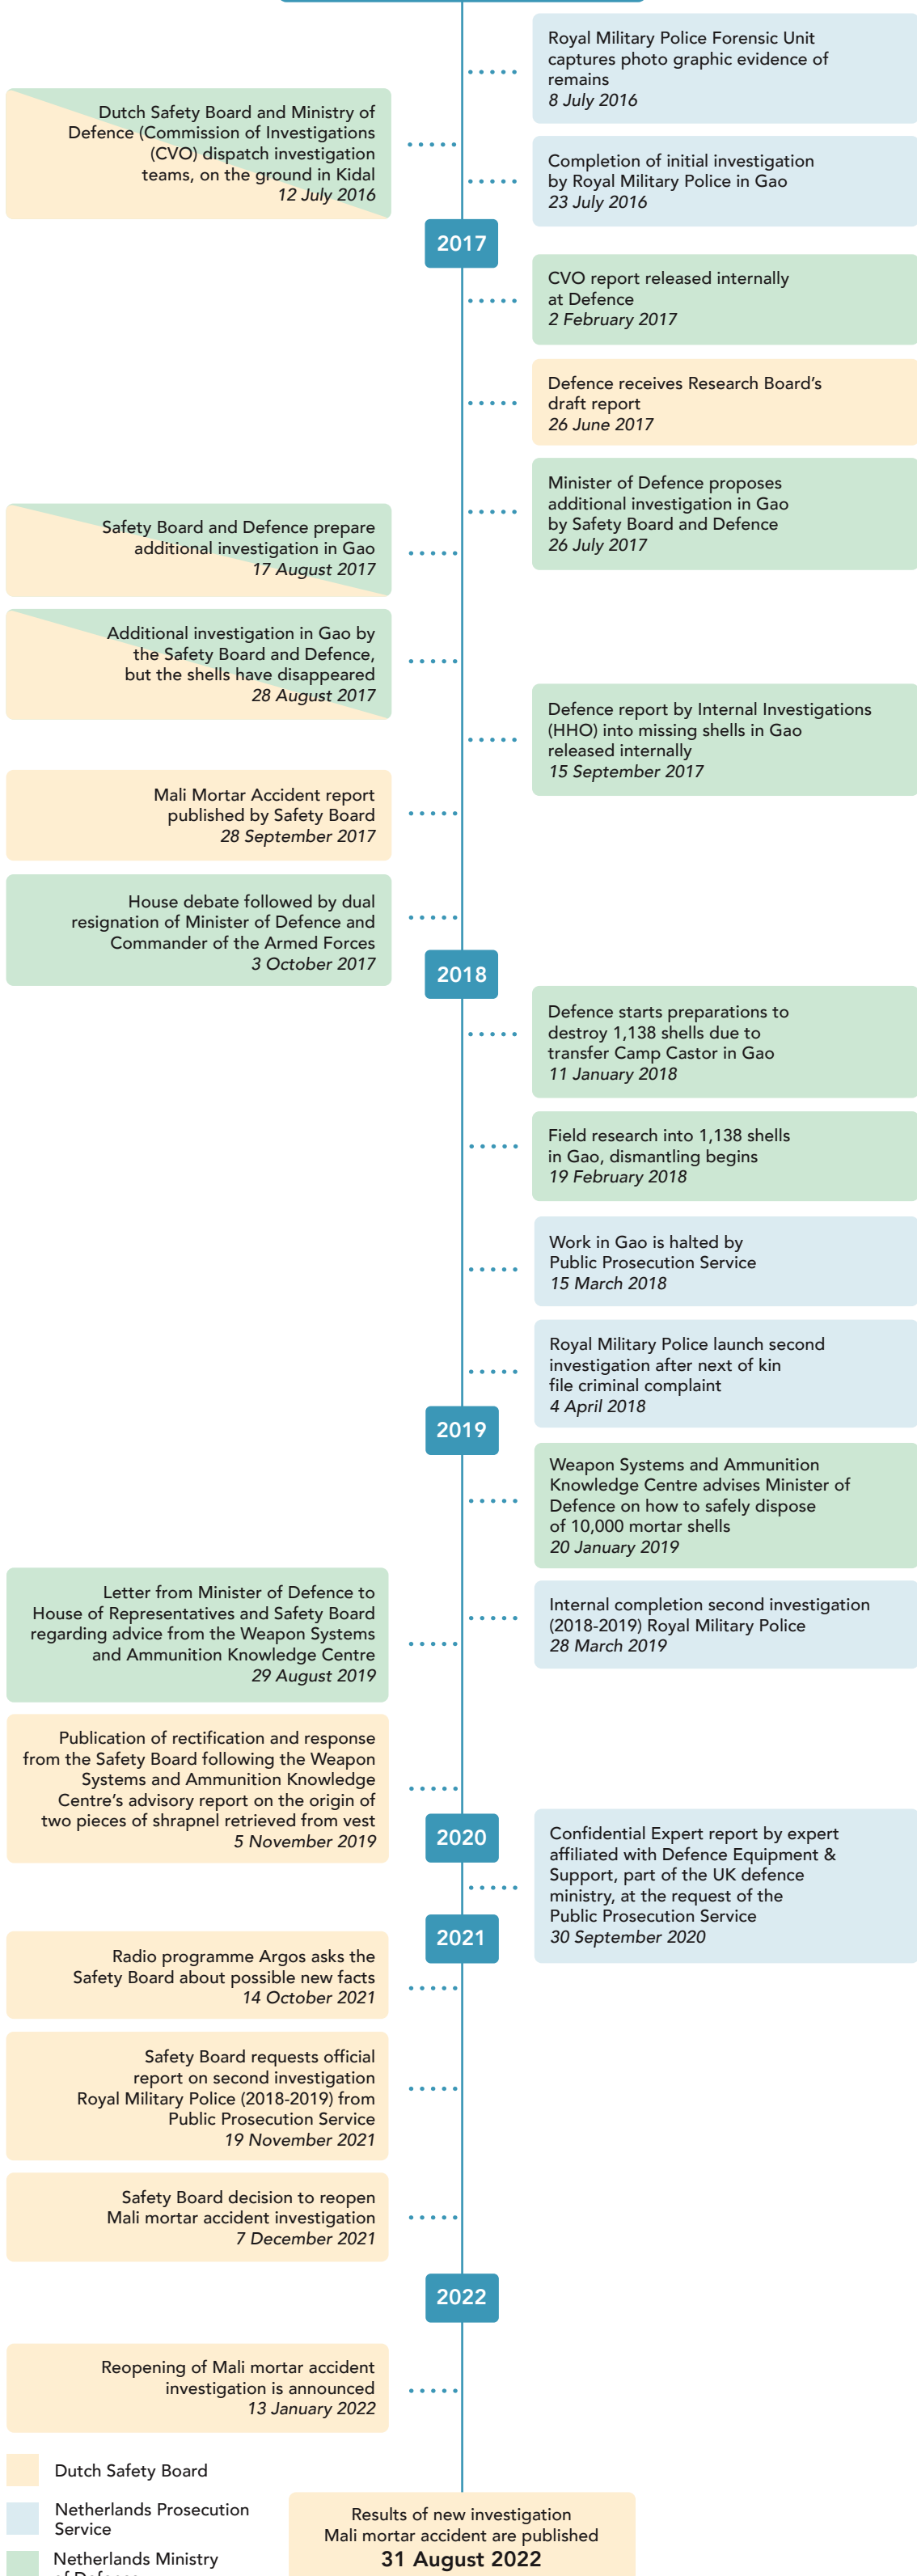 Royal Military Police Forensic Unit
captures photo graphic evidence of
remains
8 July 2016
Dutch Safety Board and Ministry of
Defence (Commission of Investigations
(CVO) dispatch investigation
teams, on the ground in Kidal
12 July 2016
Completion of initial investigation
by Royal Military Police in Gao
23 July 2016
2017
CVO report released internally
at Defence
2 February 2017
Defence receives Research Board’s
draft report
26 June 2017
Minister of Defence proposes
additional investigation in Gao
by Safety Board and Defence
26 July 2017
Safety Board and Defence prepare
additional investigation in Gao
17 August 2017
Additional investigation in Gao by
the Safety Board and Defence,
but the shells have disappeared
28 August 2017
Defence report by Internal Investigations
(HHO) into missing shells in Gao
released internally
15 September 2017
Mali Mortar Accident report
published by Safety Board
28 September 2017
House debate followed by dual
resignation of Minister of Defence and
Commander of the Armed Forces
3 October 2017
2018
Defence starts preparations to
destroy 1,138 shells due to
transfer Camp Castor in Gao
11 January 2018
Field research into 1,138 shells
in Gao, dismantling begins
19 February 2018
Work in Gao is halted by
Public Prosecution Service
15 March 2018
Royal Military Police launch second
investigation after next of kin
file criminal complaint
4 April 2018
2019
Weapon Systems and Ammunition
Knowledge Centre advises Minister of
Defence on how to safely dispose
of 10,000 mortar shells
20 January 2019
Internal completion second investigation
(2018-2019) Royal Military Police
28 March 2019
Letter from Minister of Defence to
House of Representatives and Safety Board
regarding advice from the Weapon Systems
and Ammunition Knowledge Centre
29 August 2019
Publication of rectification and response
from the Safety Board following the Weapon
Systems and Ammunition Knowledge
Centre’s advisory report on the origin of
two pieces of shrapnel retrieved from vest
5 November 2019
2020
Confidential Expert report by expert
affiliated with Defence Equipment &
Support, part of the UK defence
ministry, at the request of the
Public Prosecution Service
30 September 2020
2021
Radio programme Argos asks the
Safety Board about possible new facts
14 October 2021
Safety Board requests official
report on second investigation
Royal Military Police (2018-2019) from
Public Prosecution Service
19 November 2021
Safety Board decision to reopen
Mali mortar accident investigation
7 December 2021
2022
Reopening of Mali mortar accident
investigation is announced
13 January 2022
Dutch Safety Board
Netherlands Prosecution
Service
Netherlands Ministry
Results of new investigation
Mali mortar accident are published
31 August 2022